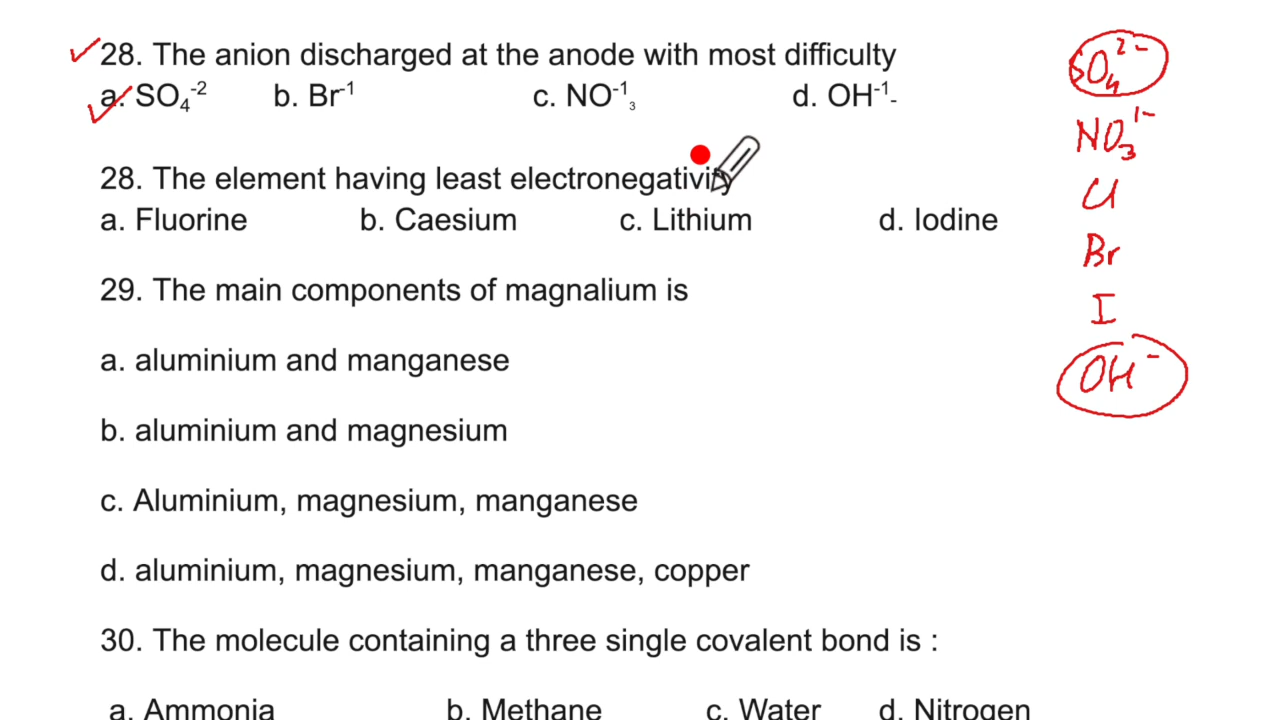 28. The anion discharged at the anode with most difficulty
a. SO₄⁻² b. Br⁻¹ c. NO⁻¹₃ d. OH⁻¹-
28. The element having least electronegativity
a. Fluorine b. Caesium c. Lithium d. Iodine
29. The main components of magnalium is
a. aluminium and manganese
b. aluminium and magnesium
c. Aluminium, magnesium, manganese
d. aluminium, magnesium, manganese, copper
30. The molecule containing a three single covalent bond is :
a. Ammonia b. Methane c. Water d. Nitrogen
SO₄²⁻
NO₃¹⁻
Cl
Br
I
OH⁻